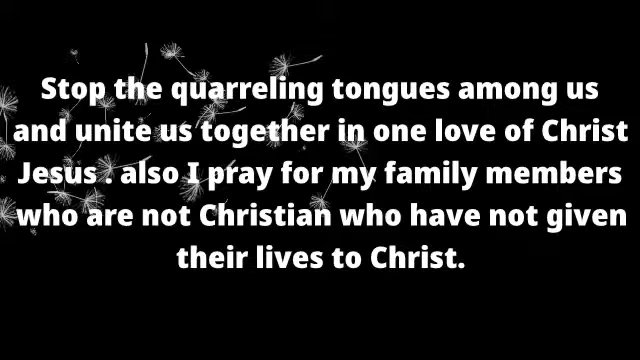 Stop the quarreling tongues among us
and unite us together in one love of Christ
Jesus . also I pray for my family members
who are not Christian who have not given
their lives to Christ.